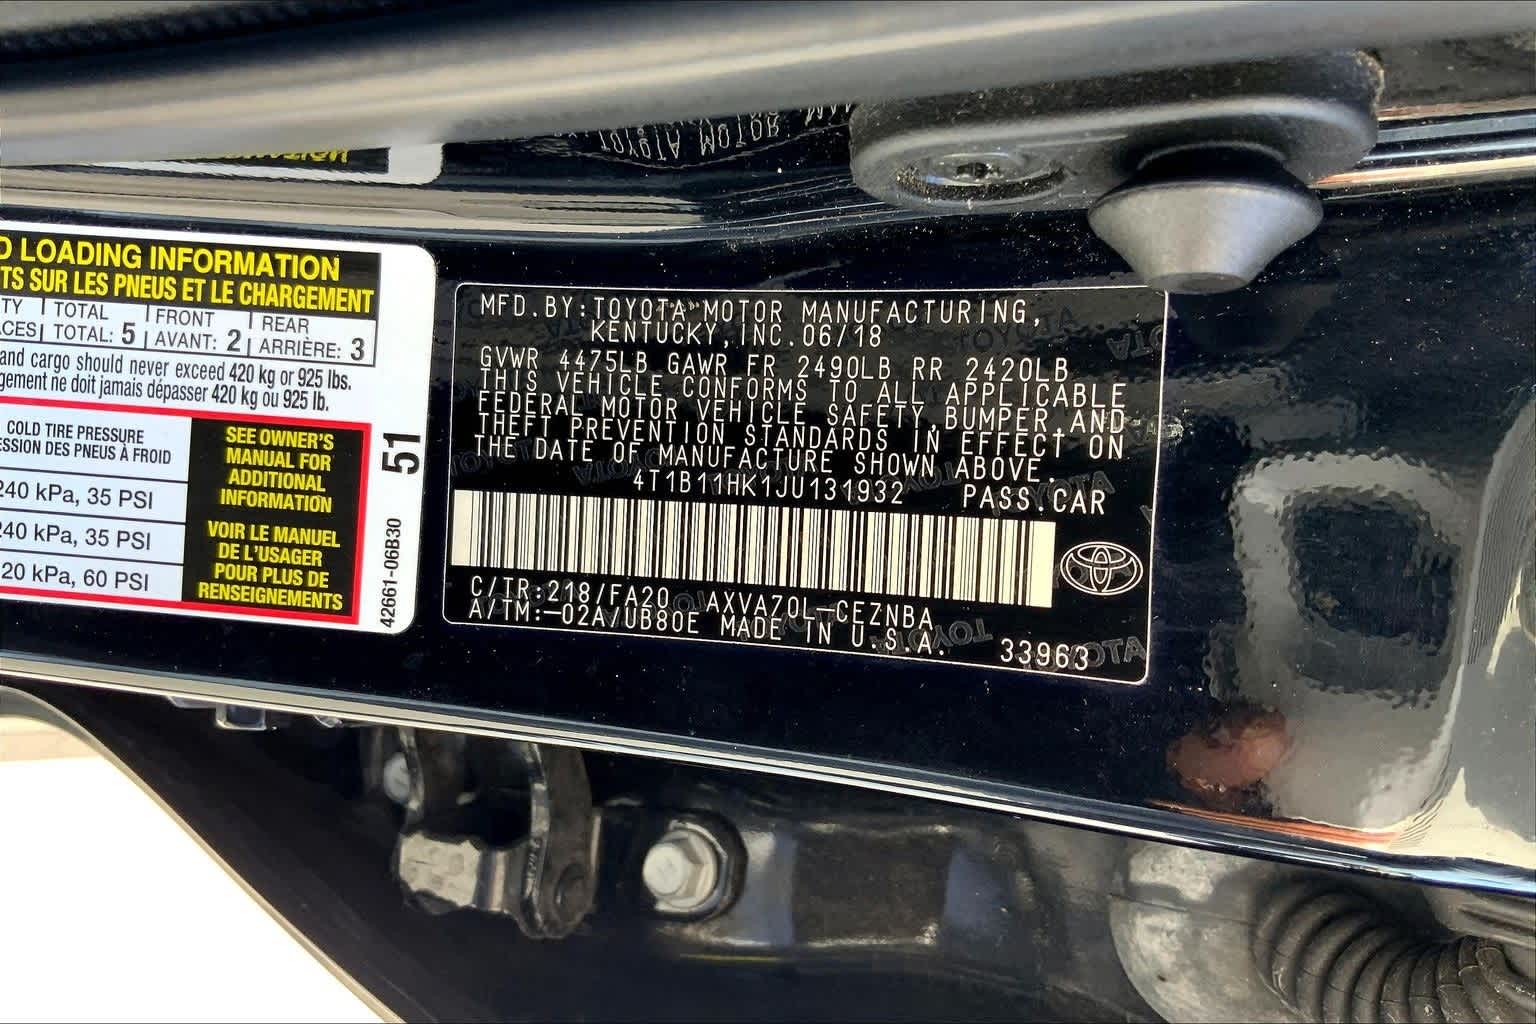 D LOADING INFORMATION
TS SUR LES PNEUS ET LE CHARGEMENT
TY TOTAL FRONT REAR
ACES TOTAL: 5 AVANT: 2 ARRIÈRE: 3
and cargo should never exceed 420 kg or 925 lbs.
gement ne doit jamais dépasser 420 kg ou 925 lb.
COLD TIRE PRESSURE
ESSION DES PNEUS À FROID
240 kPa, 35 PSI
240 kPa, 35 PSI
20 kPa, 60 PSI
SEE OWNER'S
MANUAL FOR
ADDITIONAL
INFORMATION
VOIR LE MANUEL
DE L'USAGER
POUR PLUS DE
RENSEIGNEMENTS
51
42661-06B30
MFD.BY:TOYOTA MOTOR MANUFACTURING,
KENTUCKY,INC.06/18
GVWR 4475LB GAWR FR 2490LB RR 2420LB
THIS VEHICLE CONFORMS TO ALL APPLICABLE
FEDERAL MOTOR VEHICLE SAFETY,BUMPER,AND
THEFT PREVENTION STANDARDS IN EFFECT ON
THE DATE OF MANUFACTURE SHOWN ABOVE.
4T1B11HK1JU131932 PASS.CAR
C/TR:218/FA20 AXVA70L-CEZNBA
A/TM:-02A/UB80E MADE IN U.S.A. 33963